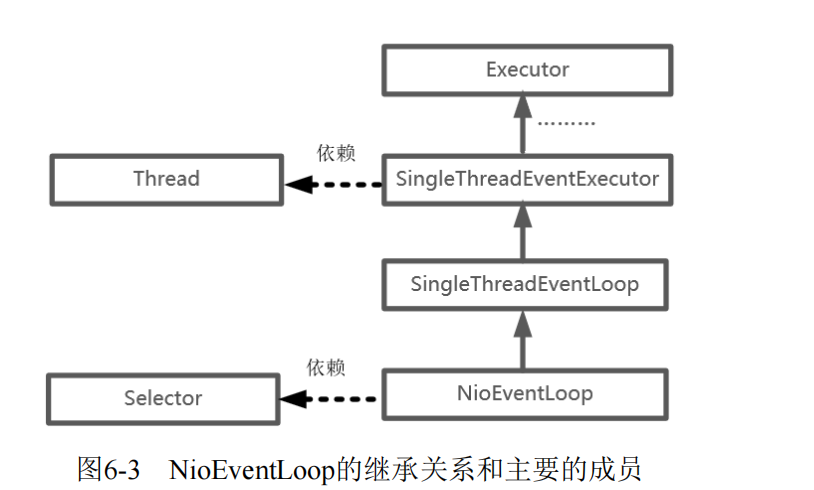 Executor
………
依赖
Thread
SingleThreadEventExecutor
SingleThreadEventLoop
依赖
Selector
NioEventLoop
图6-3 NioEventLoop的继承关系和主要的成员